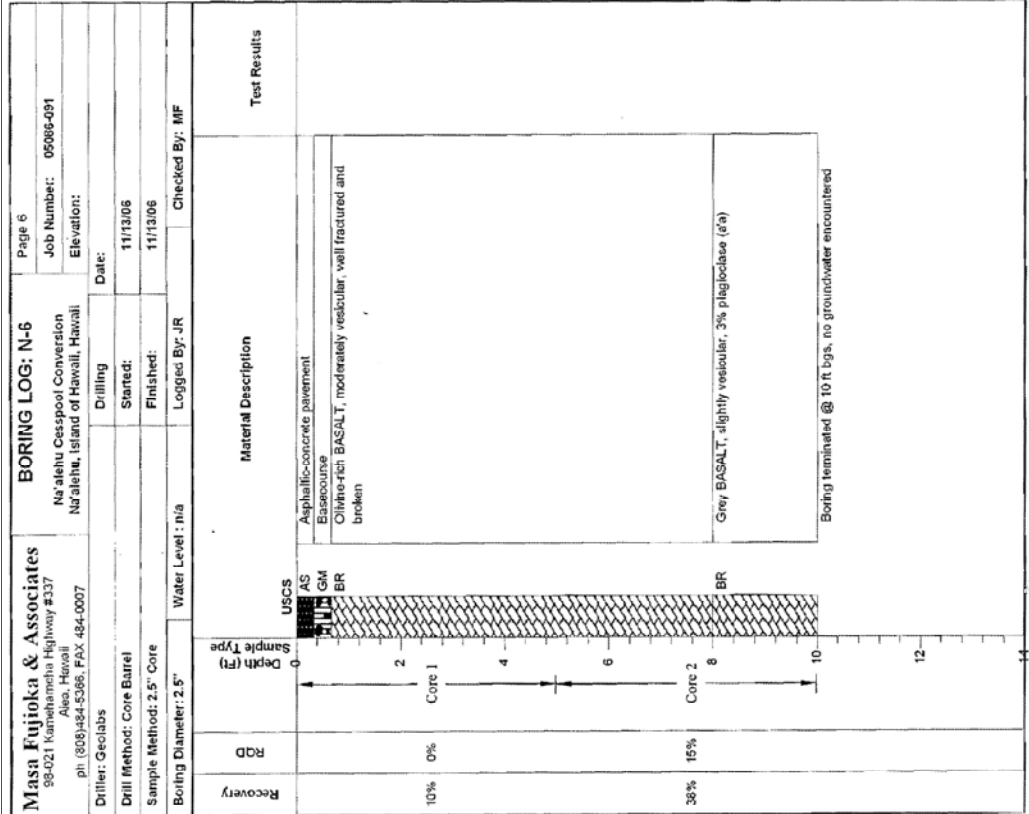 Masa Fujioka & Associates
98-021 Kamehameha Highway #337
Aiea, Hawaii
ph (808)484-5366, FAX 484-0007
BORING LOG: N-6
Na'alehu Cesspool Conversion
Na'alehu, Island of Hawaii, Hawaii
Page 6
Job Number: 05086-091
Elevation:
Driller: Geolabs
Drilling
Date:
Drill Method: Core Barrel
Started:
11/13/06
Sample Method: 2.5" Core
Finished:
11/13/06
Boring Diameter: 2.5"
Water Level : n/a
Logged By: JR
Checked By: MF
Recovery
RQD
Depth (Ft)
Sample Type
USCS
Material Description
Test Results
0
AS
Asphaltic-concrete pavement
GM
Basecourse
BR
Olivine-rich BASALT, moderately vesicular, well fractured and
broken
2
10%
0%
Core 1
4
6
38%
15%
Core 2
8
BR
Grey BASALT, slightly vesicular, 3% plagioclase (a'a)
10
Boring terminated @ 10 ft bgs, no groundwater encountered
12
14